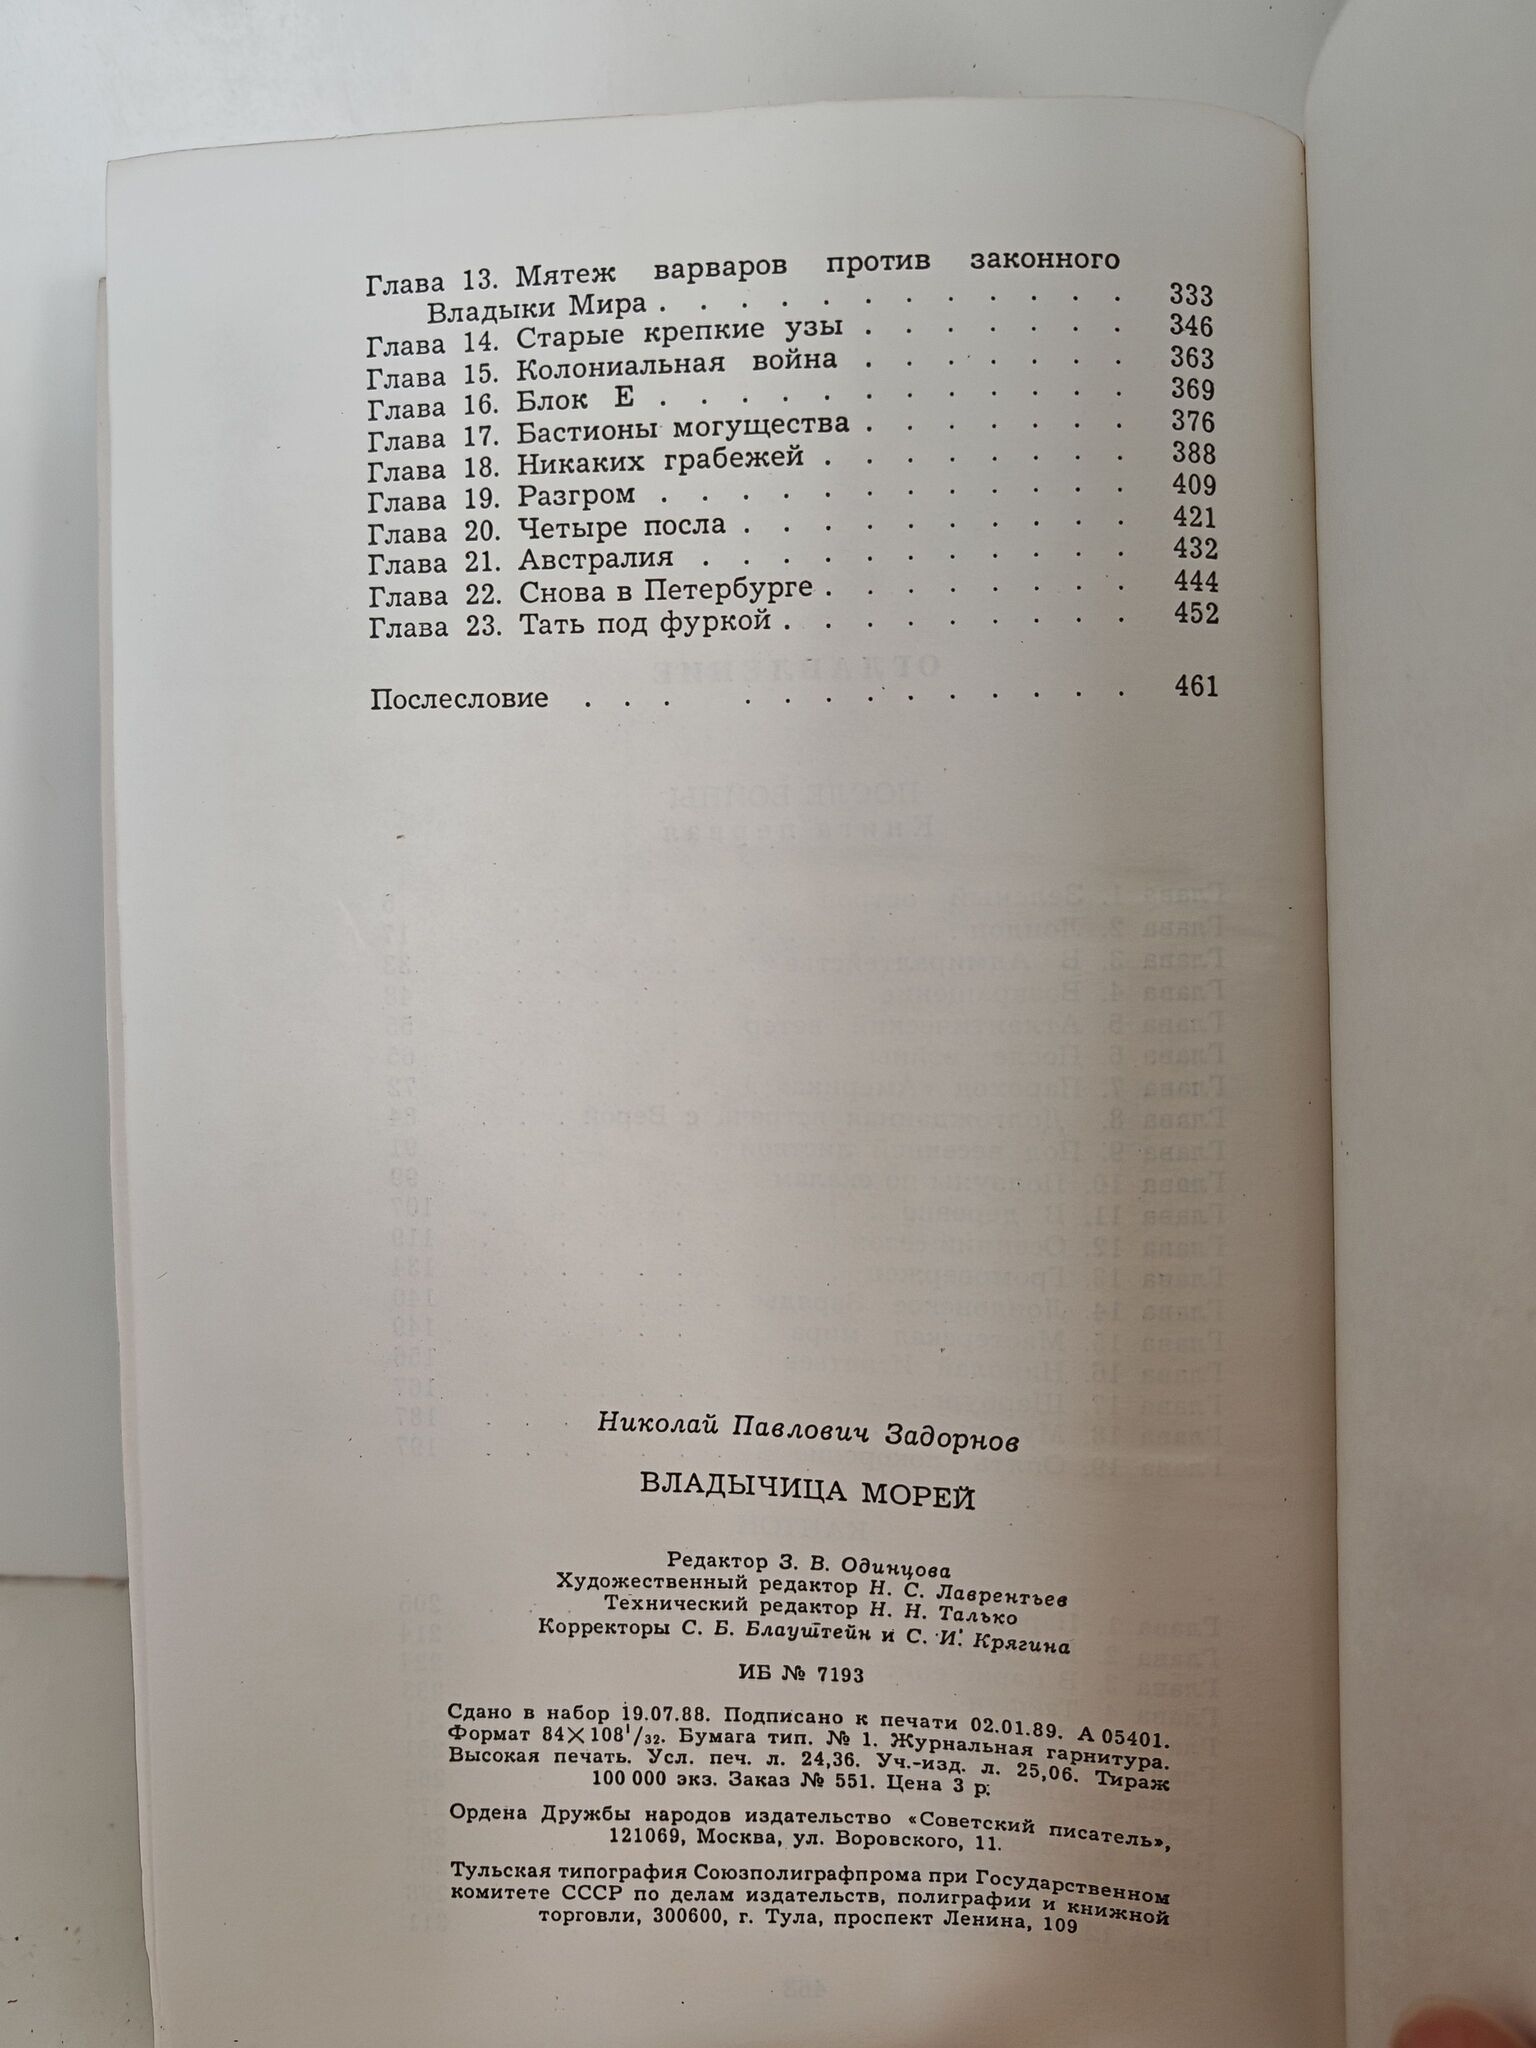 Глава 13. Мятеж варваров против законного
Владыки Мира . . . . . . . . . . . . 333
Глава 14. Старые крепкие узы . . . . . . . 346
Глава 15. Колониальная война . . . . . . . 363
Глава 16. Блок Е . . . . . . . . . . . . 369
Глава 17. Бастионы могущества . . . . . . . 376
Глава 18. Никаких грабежей . . . . . . . . 388
Глава 19. Разгром . . . . . . . . . . . . 409
Глава 20. Четыре посла . . . . . . . . . . 421
Глава 21. Австралия . . . . . . . . . . . 432
Глава 22. Снова в Петербурге . . . . . . . . 444
Глава 23. Тать под фуркой . . . . . . . . . 452
Послесловие . . . . . . . . . . . . . 461
Николай Павлович Задорнов
ВЛАДЫЧИЦА МОРЕЙ
Редактор З. В. Одинцова
Художественный редактор Н. С. Лаврентьев
Технический редактор Н. Н. Талько
Корректоры С. Б. Блауштейн и С. И. Крягина
ИБ № 7193
Сдано в набор 19.07.88. Подписано к печати 02.01.89. А 05401.
Формат 84×108¹/₃₂. Бумага тип. № 1. Журнальная гарнитура.
Высокая печать. Усл. печ. л. 24,36. Уч.-изд. л. 25,06. Тираж
100 000 экз. Заказ № 551. Цена 3 р.
Ордена Дружбы народов издательство «Советский писатель»,
121069, Москва, ул. Воровского, 11.
Тульская типография Союзполиграфпрома при Государственном
комитете СССР по делам издательств, полиграфии и книжной
торговли, 300600, г. Тула, проспект Ленина, 109